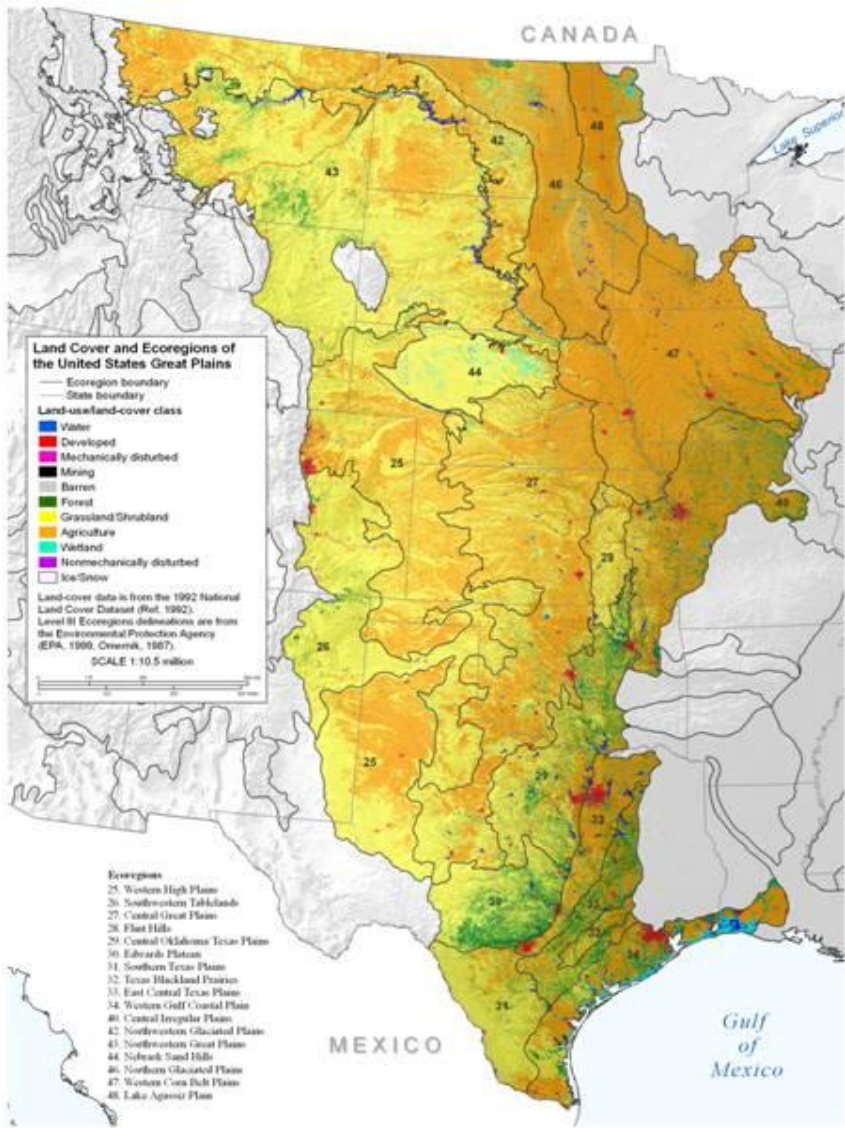 CANADA
Lake Superior
48
42
43
46
47
44
Land Cover and Ecoregions of
the United States Great Plains
Ecoregion boundary
State boundary
Land-use/land-cover class
Water
Developed
Mechanically disturbed
Mining
Barren
Forest
Grassland/Shrubland
Agriculture
Wetland
Nonmechanically disturbed
Ice/Snow
Land-cover data is from the 1992 National
Land Cover Dataset (Ref. 1992).
Level III Ecoregions delineations are from
the Environmental Protection Agency
(EPA, 1999, Omernik, 1987).
SCALE 1:10.5 million
25
27
40
28
26
25
29
33
30
34
Ecoregions
25. Western High Plains
26. Southwestern Tablelands
27. Central Great Plains
28. Flint Hills
29. Central Oklahoma Texas Plains
30. Edwards Plateau
31. Southern Texas Plains
32. Texas Blackland Prairies
33. East Central Texas Plains
34. Western Gulf Coastal Plain
40. Central Irregular Plains
42. Northwestern Glaciated Plains
43. Northwestern Great Plains
44. Sand Hills
46. Northern Glaciated Plains
47. Western Corn Belt Plains
48. Lake Agassiz Plain
MEXICO
Gulf
of
Mexico